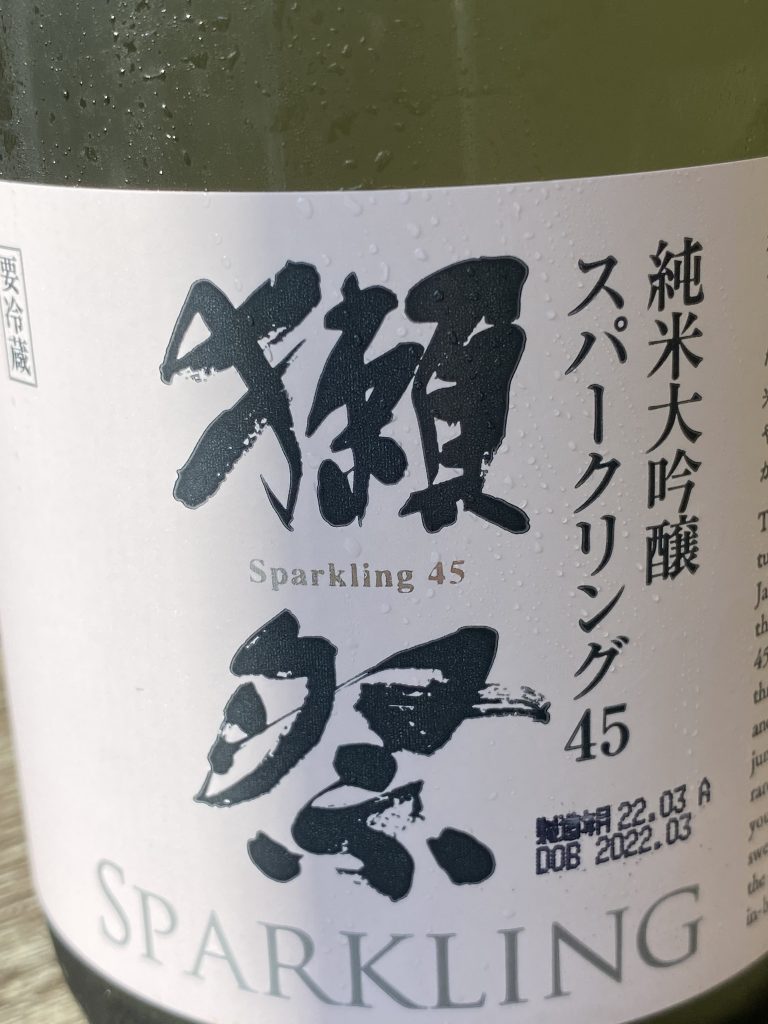 要冷蔵
獺祭
Sparkling 45
純米大吟醸
スパークリング45
製造年月 22.03 A
DOB 2022.03
SPARKLING